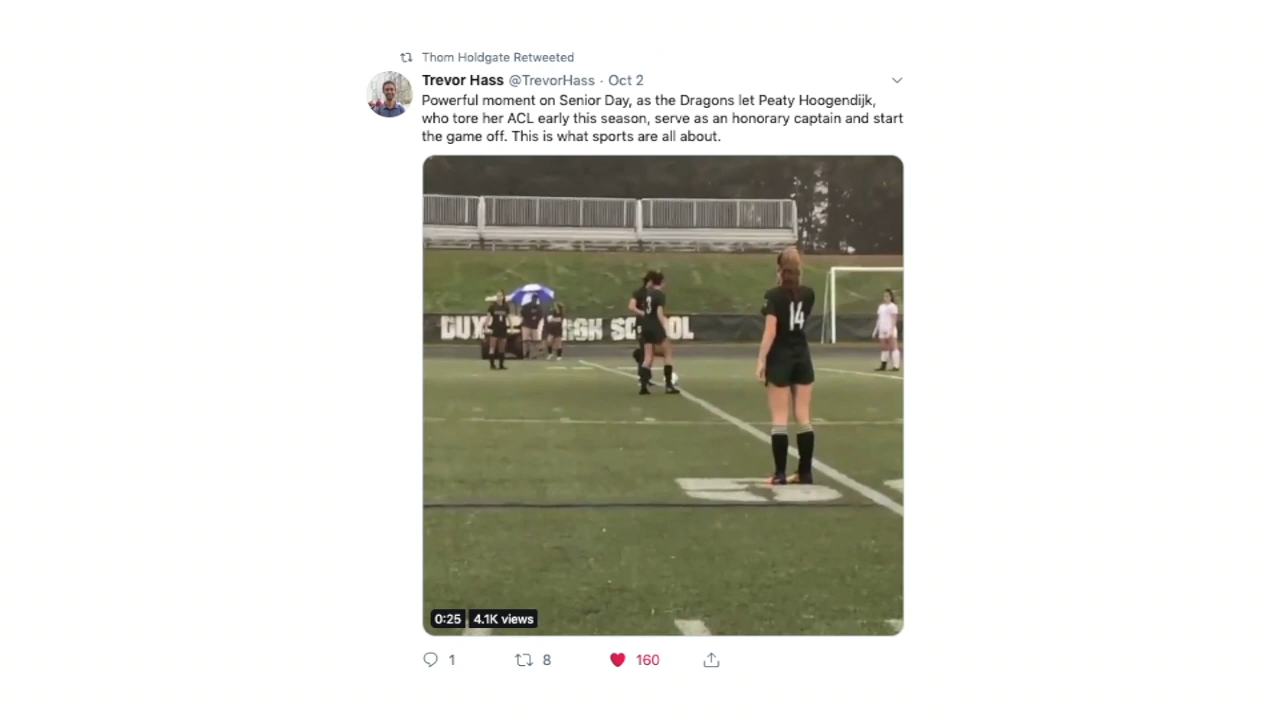 Thom Holdgate Retweeted
Trevor Hass @TrevorHass · Oct 2
Powerful moment on Senior Day, as the Dragons let Peaty Hoogendijk,
who tore her ACL early this season, serve as an honorary captain and start
the game off. This is what sports are all about.
3
14
0:25 4.1K views
1 8 160